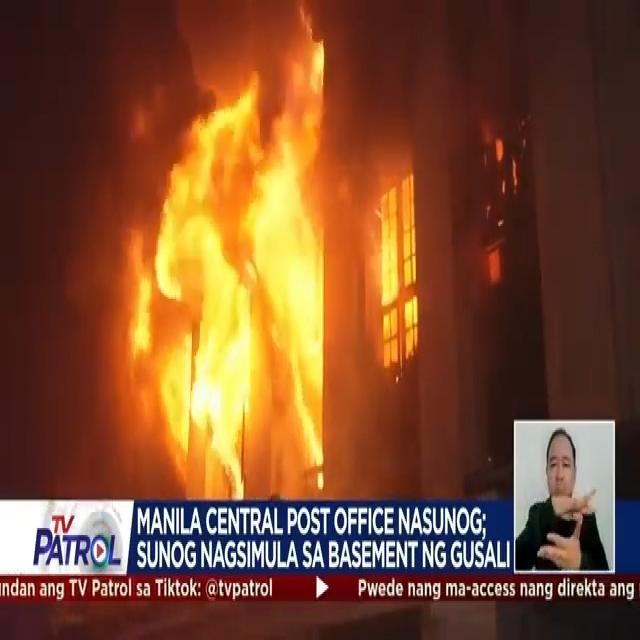 MANILA CENTRAL POST OFFICE NASUNOG;
SUNOG NAGSIMULA SA BASEMENT NG GUSALI
TV
PATROL
ang TV Patrol sa Tiktok: @tvpatrol
Pwede nang ma-access nang direkta ang